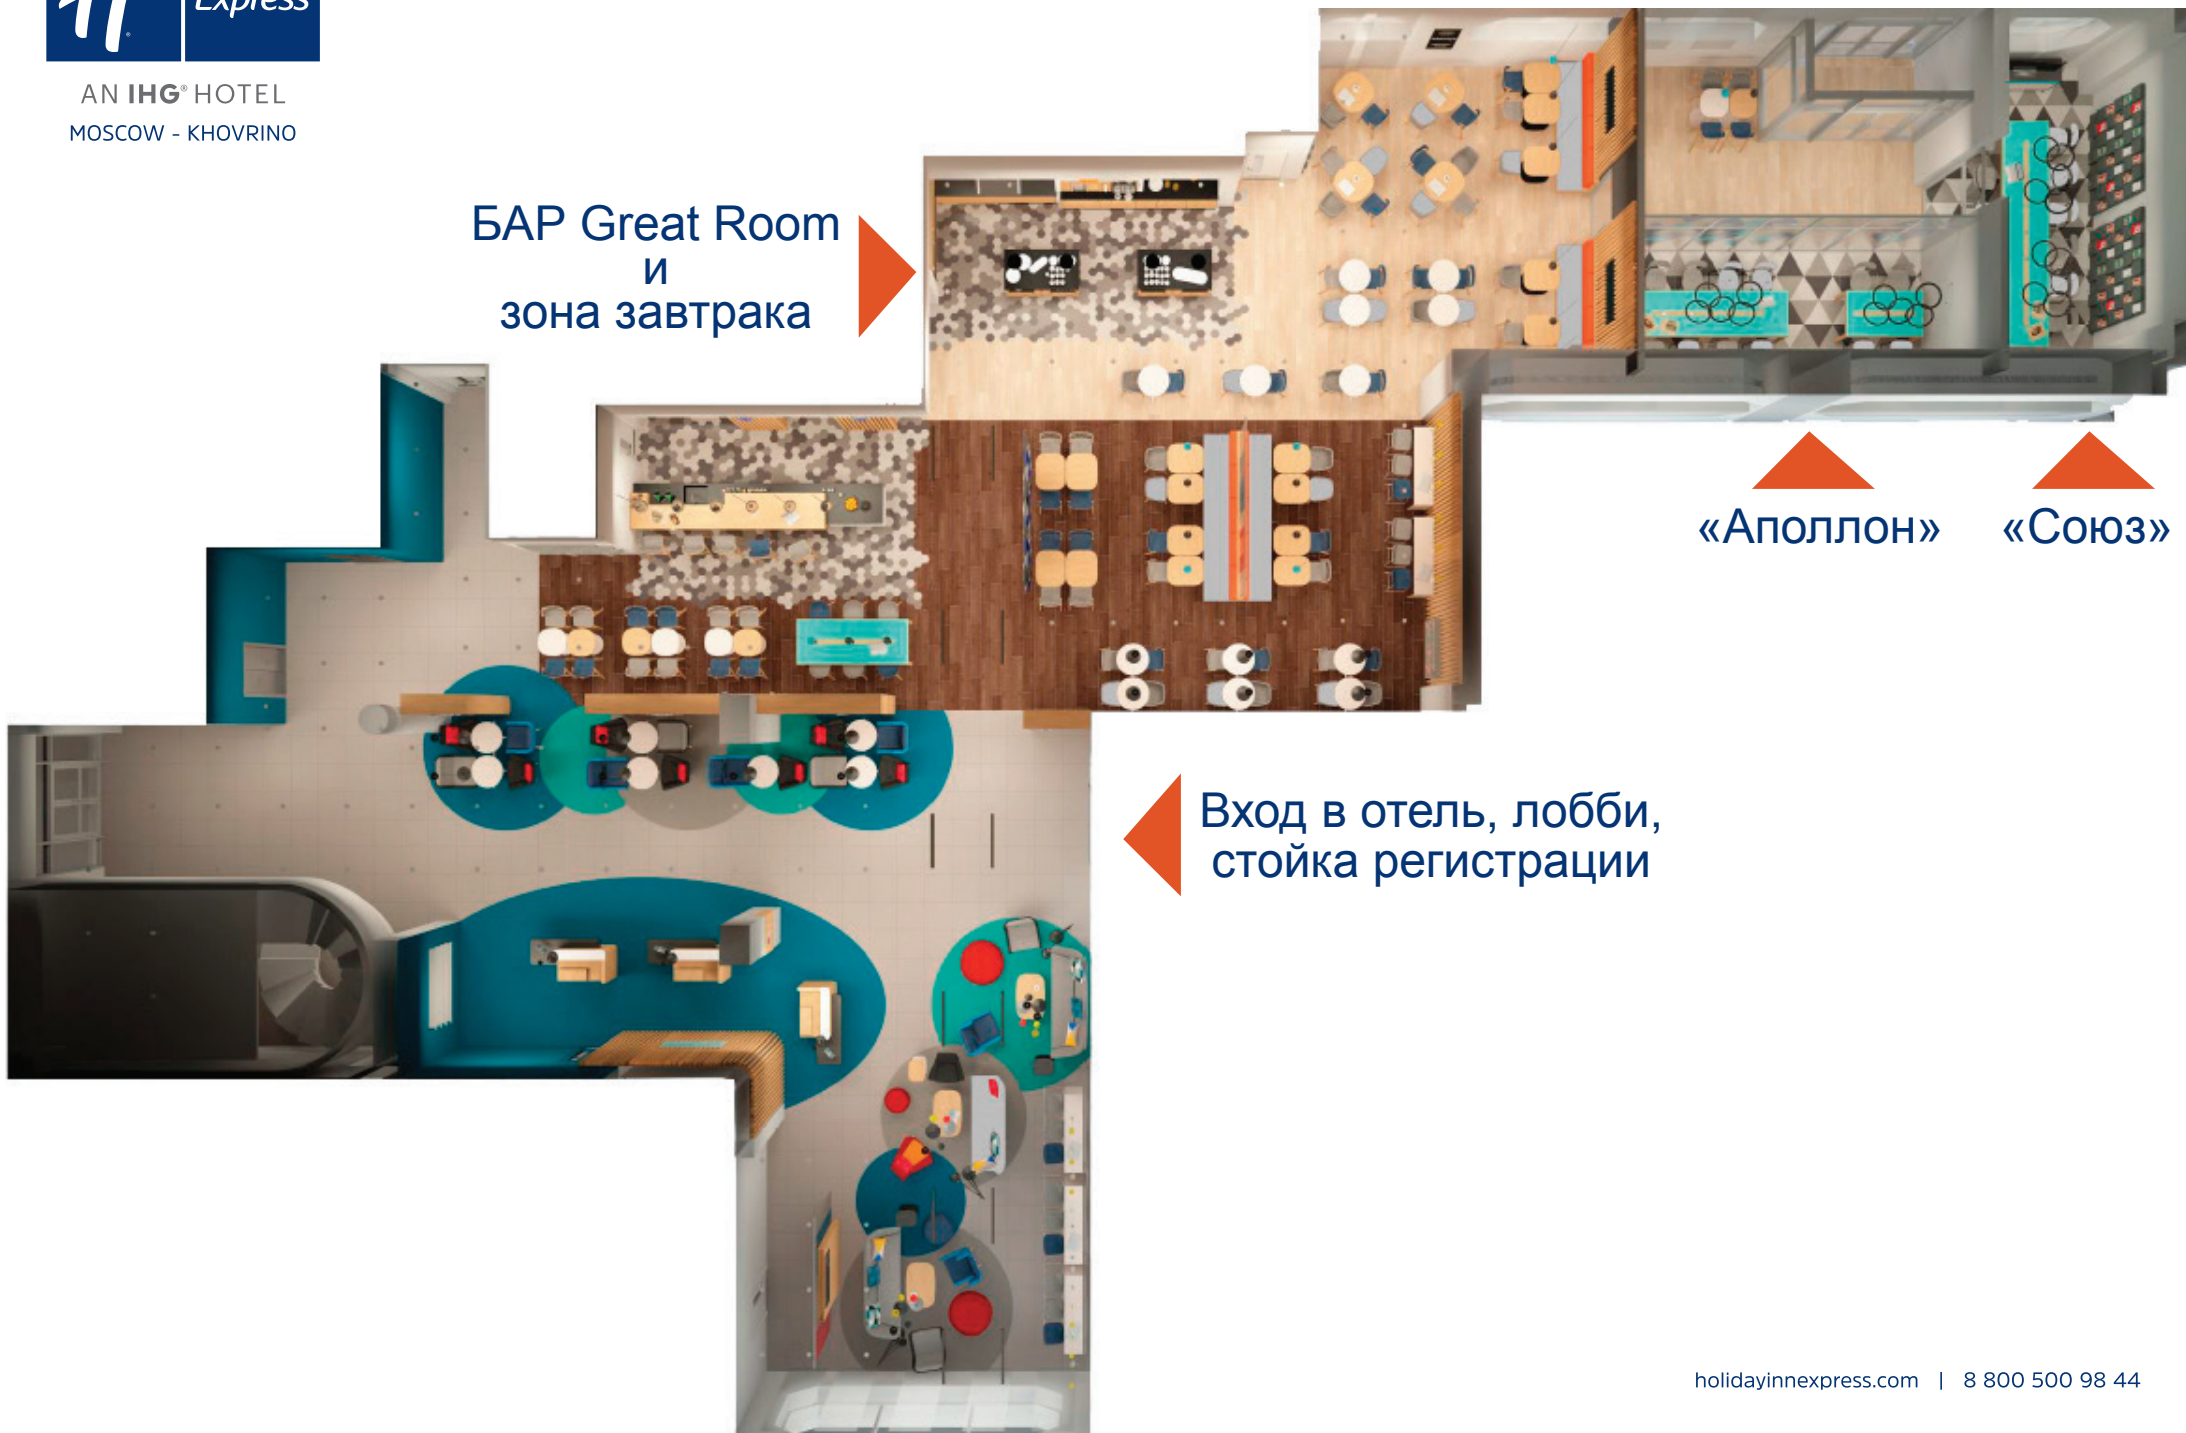 Express
AN IHG® HOTEL
MOSCOW - KHOVRINO
БАР Great Room
и
зона завтрака
«Аполлон»
«Союз»
Вход в отель, лобби,
стойка регистрации
holidayinnexpress.com | 8 800 500 98 44